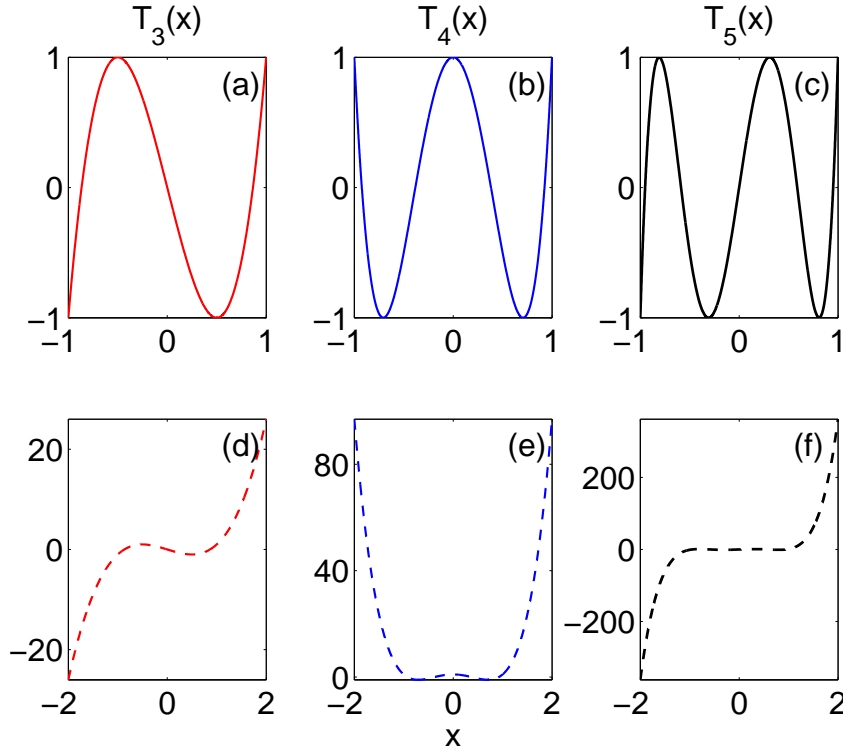 T3(x) T4(x) T5(x)
1 (a) 1 (b) 1 (c)
0 0 0
−1 −1 −1
−1 0 1 −1 0 1 −1 0 1
(d) (e) (f)
20 80 200
0 40 0
−20 0 −200
−2 0 2 −2 0 2 −2 0 2
x